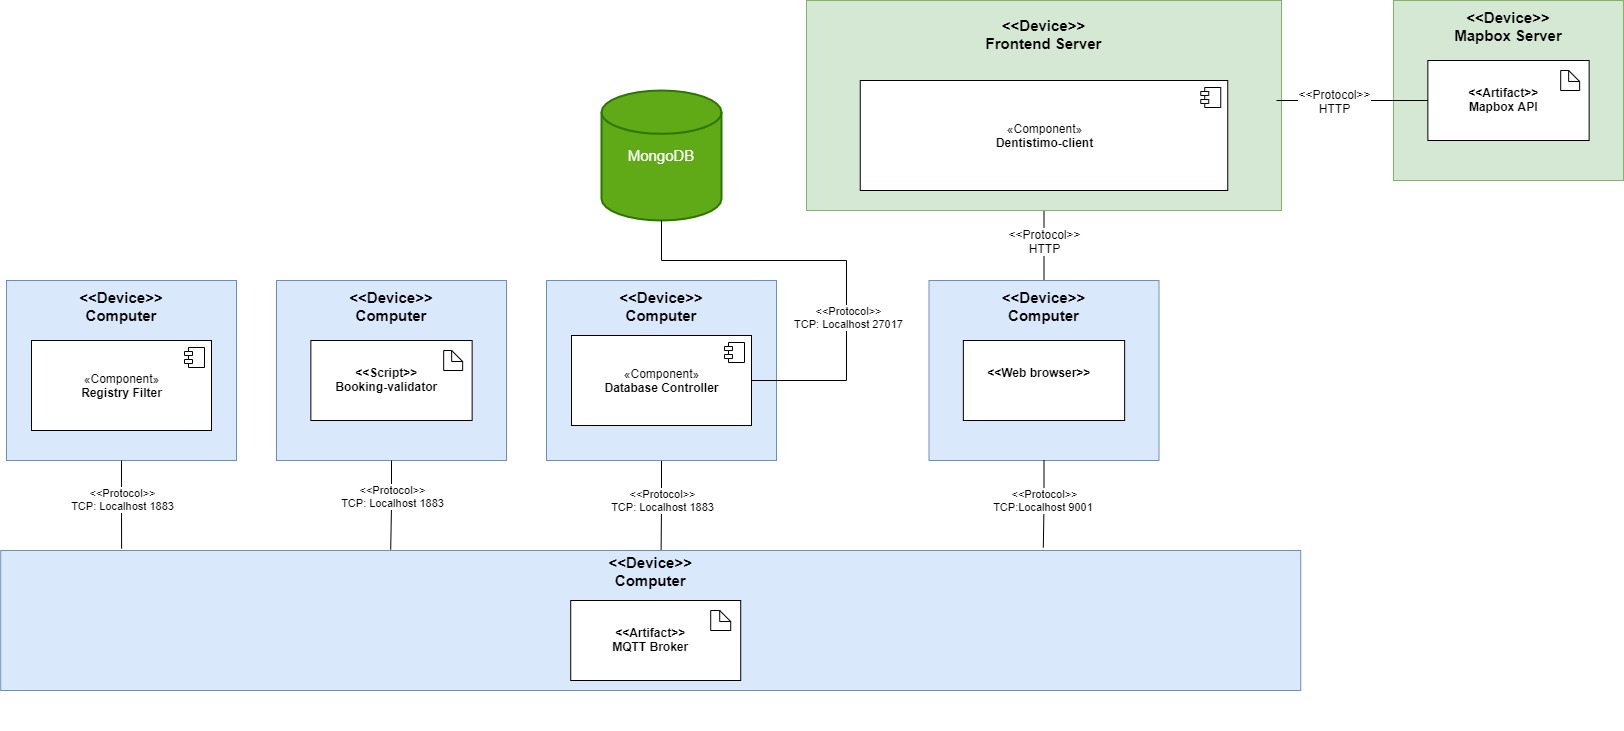 <<Device>>
Frontend Server
«Component»
Dentistimo-client
<<Protocol>>
HTTP
<<Device>>
Mapbox Server
<<Artifact>>
Mapbox API
MongoDB
<<Protocol>>
HTTP
<<Device>>
Computer
«Component»
Registry Filter
<<Device>>
Computer
<<Script>>
Booking-validator
<<Device>>
Computer
«Component»
Database Controller
<<Protocol>>
TCP: Localhost 27017
<<Device>>
Computer
<<Web browser>>
<<Protocol>>
TCP: Localhost 1883
<<Protocol>>
TCP: Localhost 1883
<<Protocol>>
TCP: Localhost 1883
<<Protocol>>
TCP:Localhost 9001
<<Device>>
Computer
<<Artifact>>
MQTT Broker